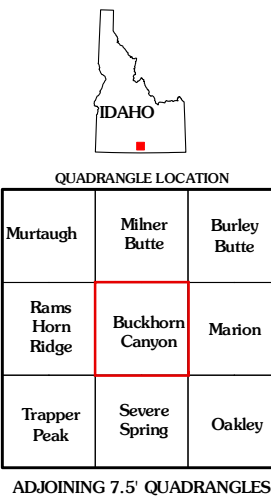 IDAHO
QUADRANGLE LOCATION
Murtaugh
Milner
Butte
Burley
Butte
Rams
Horn
Ridge
Buckhorn
Canyon
Marion
Trapper
Peak
Severe
Spring
Oakley
ADJOINING 7.5' QUADRANGLES